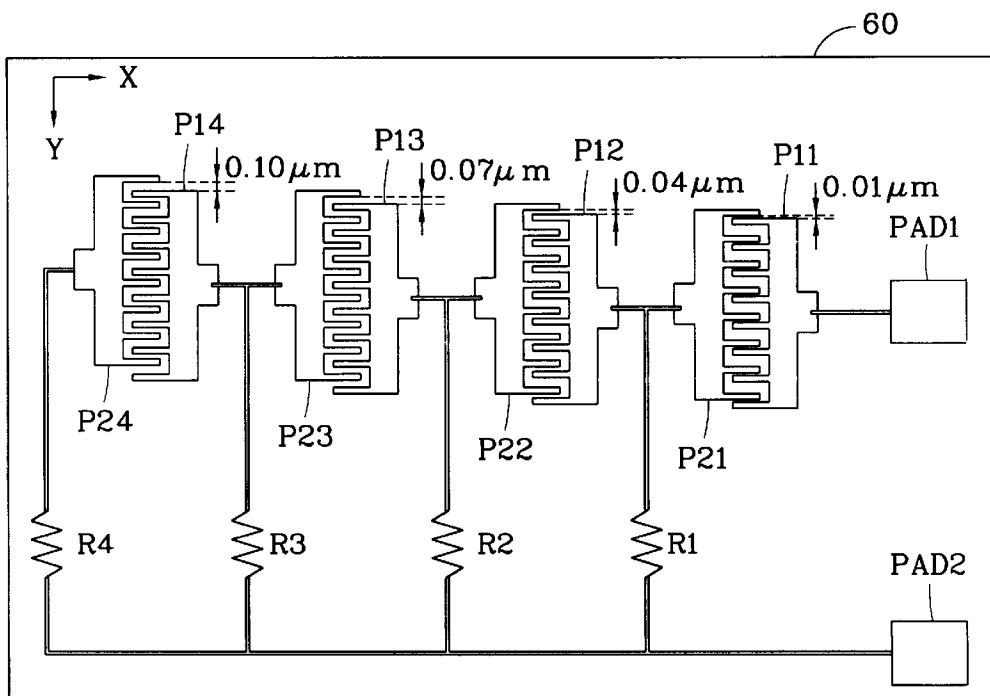 60
X
Y
P14
0.10μm
P13
0.07μm
P12
0.04μm
P11
0.01μm
PAD1
P24
P23
P22
P21
R4
R3
R2
R1
PAD2